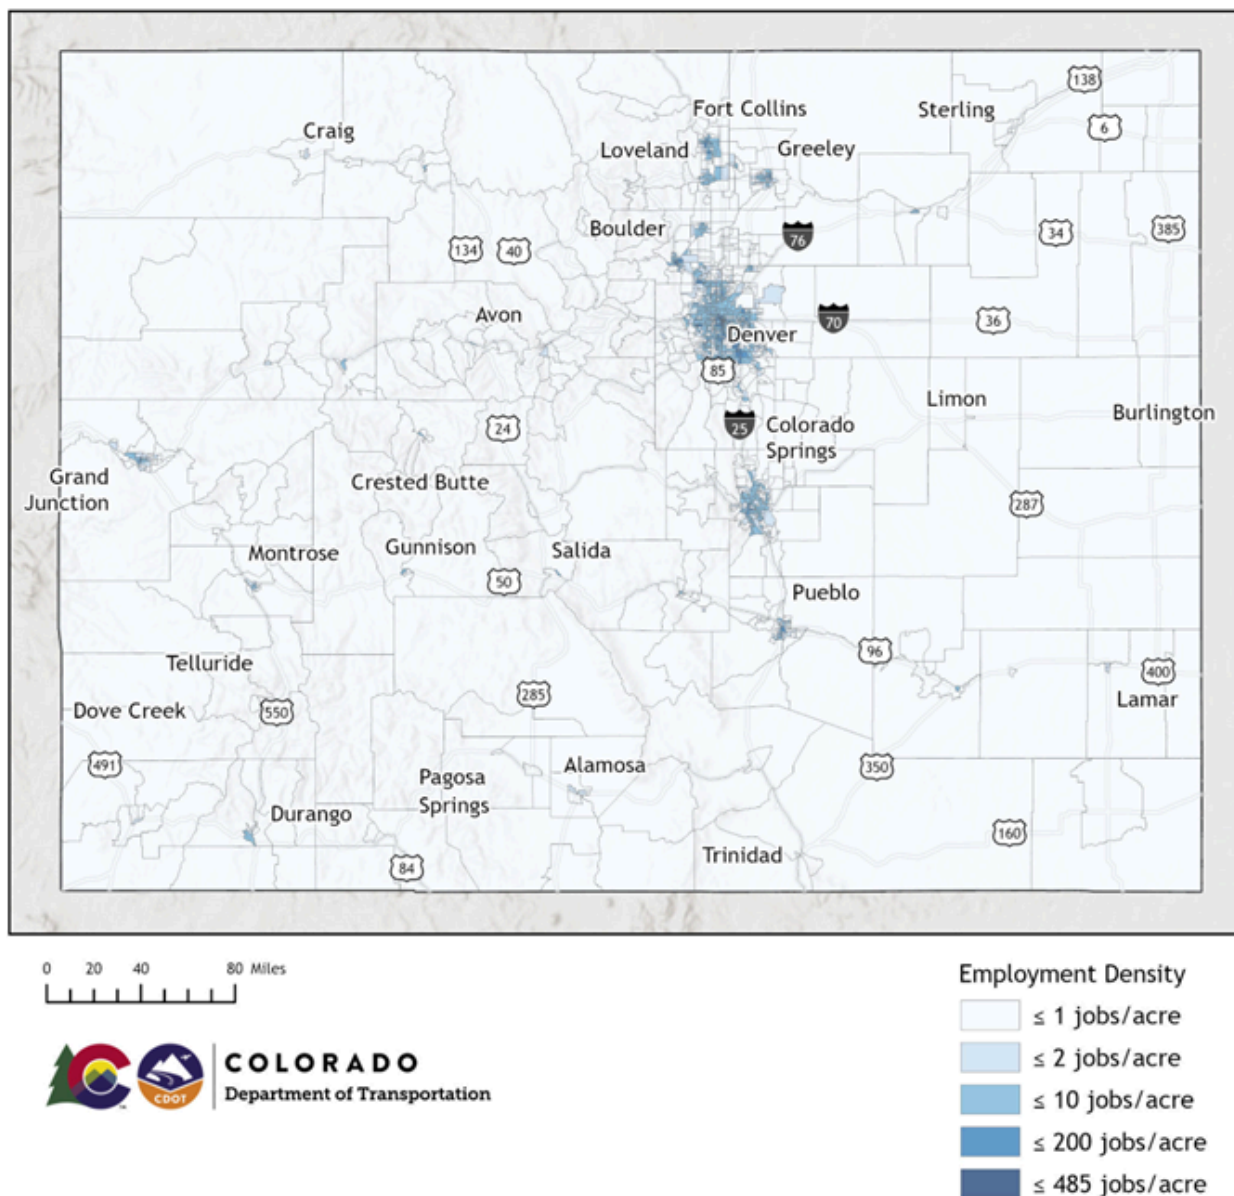 138
Fort Collins
Sterling
6
Craig
Loveland
Greeley
Boulder
76
34
385
134
40
Avon
70
36
Denver
85
Limon
Burlington
24
25
Colorado
Springs
Grand
Junction
Crested Butte
287
Montrose
Gunnison
Salida
50
Pueblo
96
Telluride
400
285
Lamar
Dove Creek
550
491
Pagosa
Springs
Alamosa
350
Durango
160
84
Trinidad
0 20 40 80 Miles
Employment Density
≤ 1 jobs/acre
≤ 2 jobs/acre
≤ 10 jobs/acre
≤ 200 jobs/acre
≤ 485 jobs/acre
CDOT
COLORADO
Department of Transportation